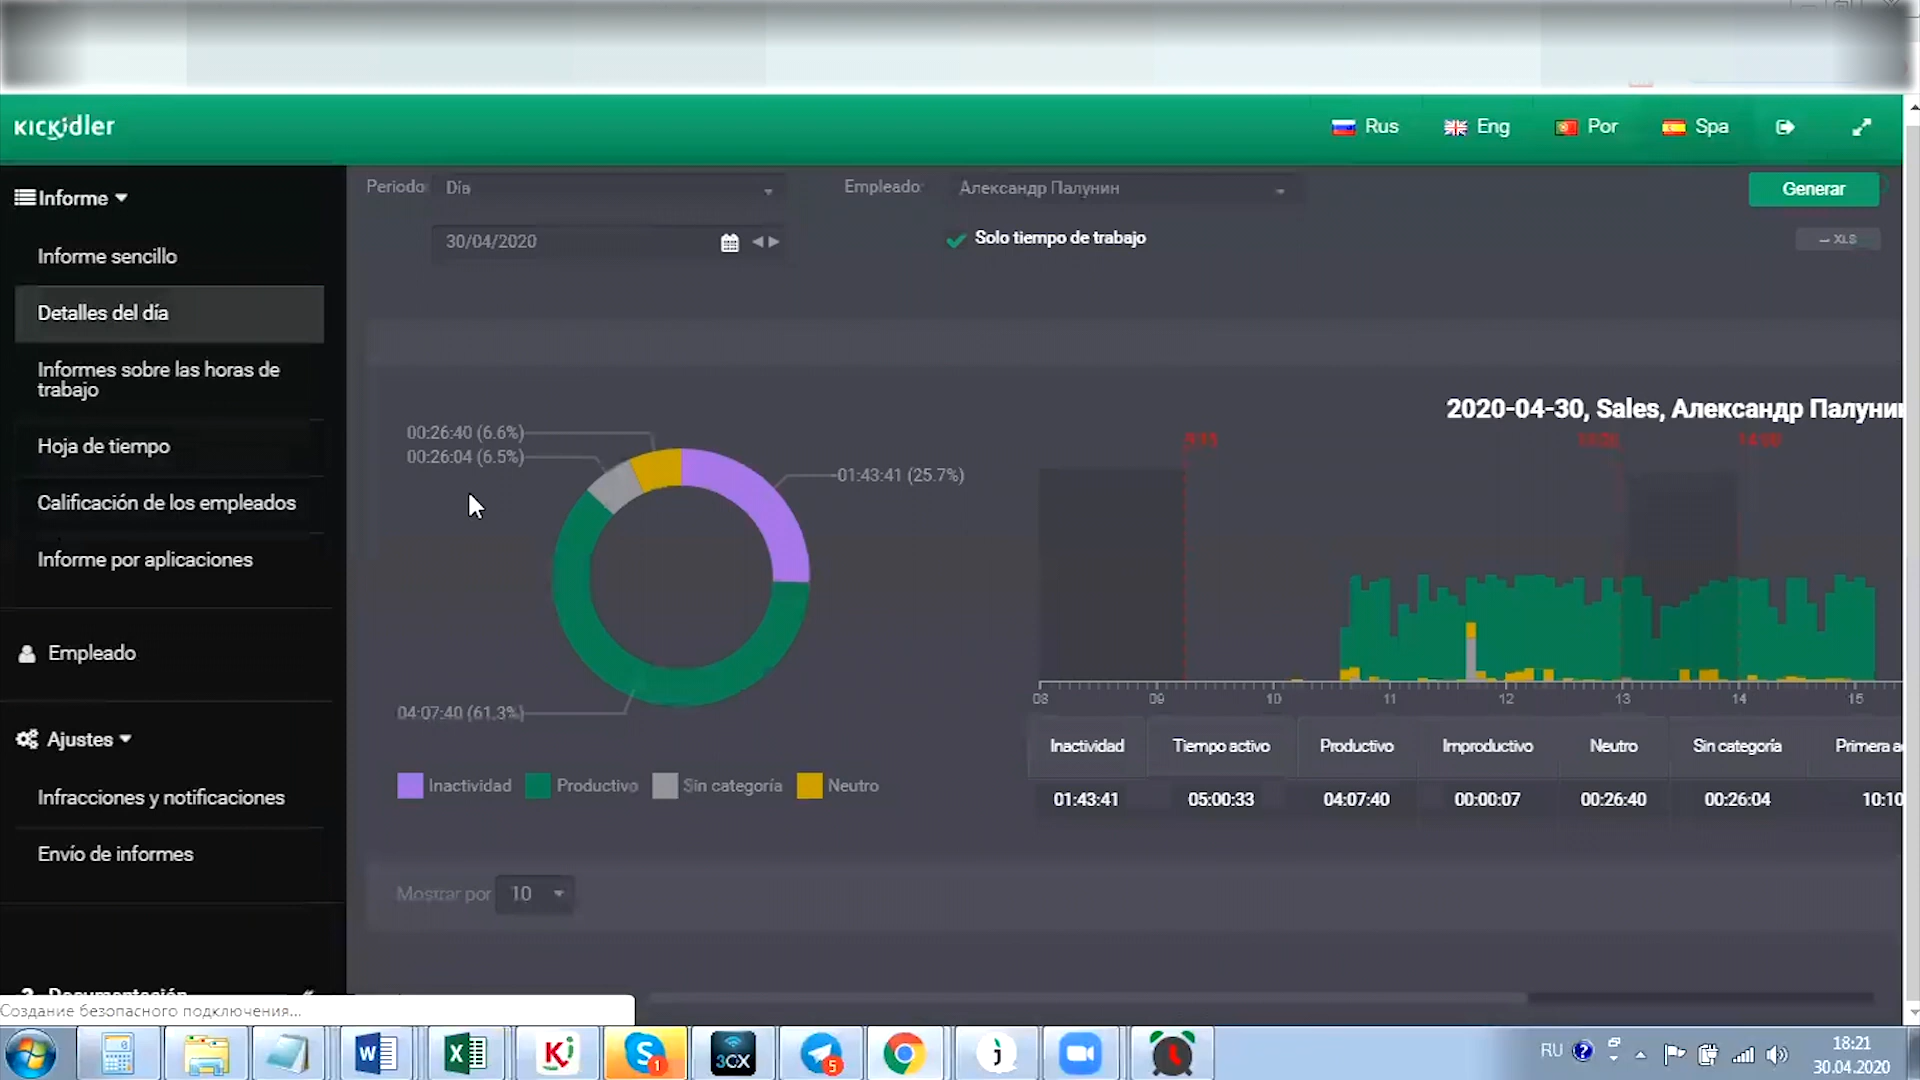 KICKidler
Rus
Eng
Por
Spa
Informe
Informe sencillo
Detalles del día
Informes sobre las horas de
trabajo
Hoja de tiempo
Calificación de los empleados
Informe por aplicaciones
Empleado
Ajustes
Infracciones y notificaciones
Envío de informes
Documentación
Periodo
Día
Empleado
Александр Палунин
Generar
30/04/2020
Solo tiempo de trabajo
XLS
2020-04-30, Sales, Александр Палунин
00:26:40 (6.6%)
00:26:04 (6.5%)
01:43:41 (25.7%)
04:07:40 (61.3%)
Inactividad
Productivo
Sin categoría
Neutro
08 09 10 11 12 13 14 15
Inactividad Tiempo activo Productivo Improductivo Neutro Sin categoría Primera a
01:43:41 05:00:33 04:07:40 00:00:07 00:26:40 00:26:04 10:10
Mostrar por 10
Создание безопасного подключения...
3CX
1
5
RU
18:21
30.04.2020